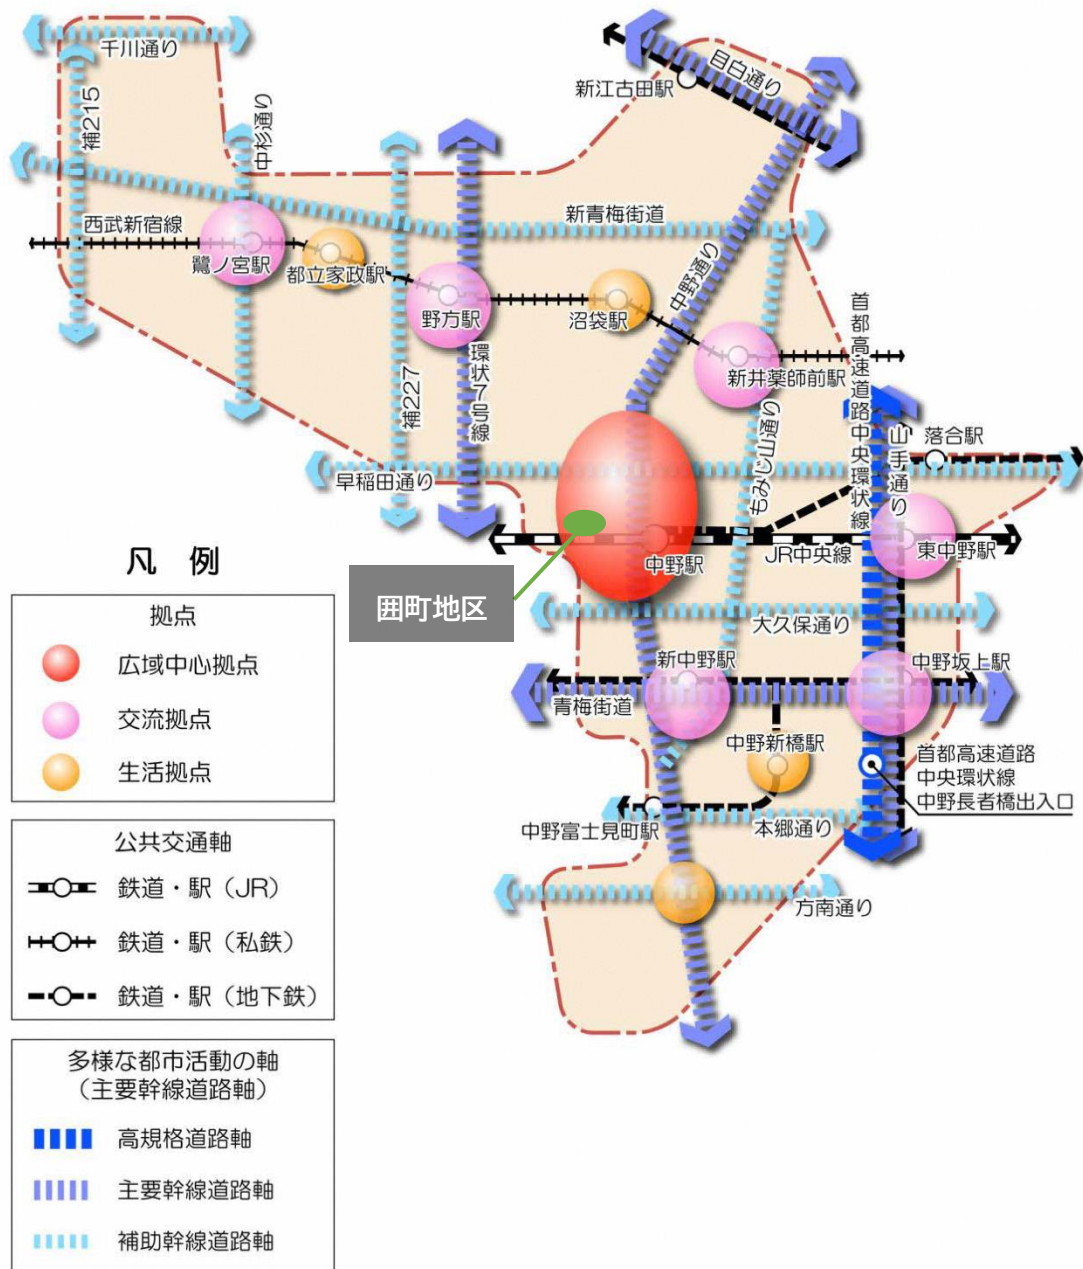 千川通り
補215
中杉通り
新江古田駅
目白通り
西武新宿線
鷺ノ宮駅
都立家政駅
新青梅街道
野方駅
沼袋駅
中野通り
新井薬師前駅
首都高速道路中央環状線
環状7号線
補227
もみじ山通り
山手通り
落合駅
早稲田通り
中野駅
JR中央線
東中野駅
囲町地区
大久保通り
新中野駅
中野坂上駅
青梅街道
中野新橋駅
首都高速道路
中央環状線
中野長者橋出入口
中野富士見町駅
本郷通り
方南通り
凡 例
拠点
広域中心拠点
交流拠点
生活拠点
公共交通軸
鉄道・駅（JR）
鉄道・駅（私鉄）
鉄道・駅（地下鉄）
多様な都市活動の軸
（主要幹線道路軸）
高規格道路軸
主要幹線道路軸
補助幹線道路軸